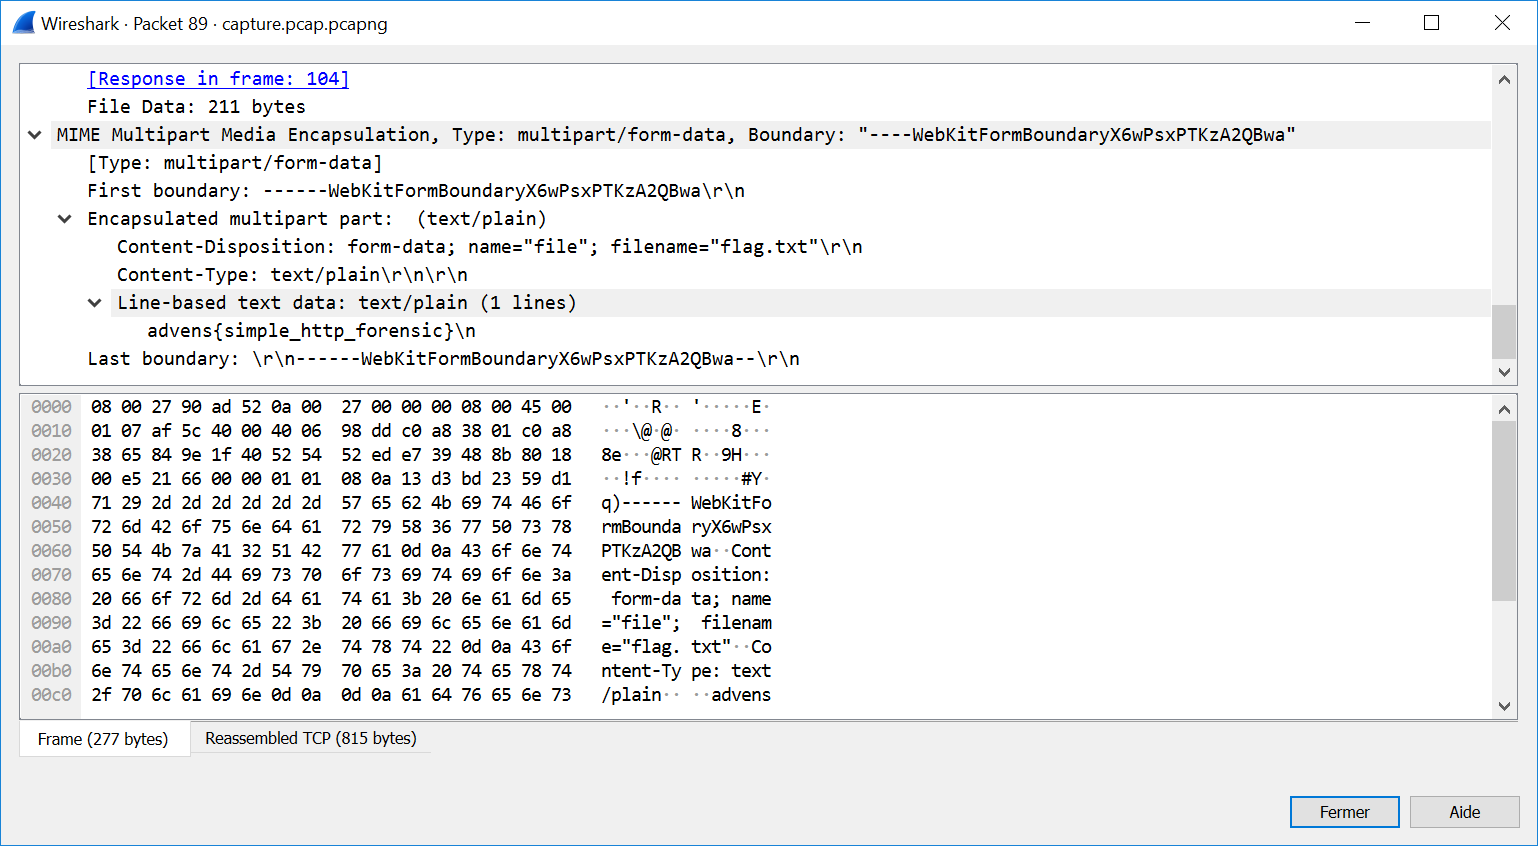 Wireshark · Packet 89 · capture.pcap.pcapng
[Response in frame: 104]
File Data: 211 bytes
MIME Multipart Media Encapsulation, Type: multipart/form-data, Boundary: "----WebKitFormBoundaryX6wPsxPTKzA2QBwa"
[Type: multipart/form-data]
First boundary: ------WebKitFormBoundaryX6wPsxPTKzA2QBwa\r\n
Encapsulated multipart part:  (text/plain)
Content-Disposition: form-data; name="file"; filename="flag.txt"\r\n
Content-Type: text/plain\r\n\r\n
Line-based text data: text/plain (1 lines)
advens{simple_http_forensic}\n
Last boundary: \r\n------WebKitFormBoundaryX6wPsxPTKzA2QBwa--\r\n
0000 08 00 27 90 ad 52 0a 00 27 00 00 00 08 00 45 00 ··'··R·· '·····E·
0010 01 07 af 5c 40 00 40 06 98 dd c0 a8 38 01 c0 a8 ···\@·@· ····8···
0020 38 65 84 9e 1f 40 52 54 52 ed e7 39 48 8b 80 18 8e···@RT R··9H···
0030 00 e5 21 66 00 00 01 01 08 0a 13 d3 bd 23 59 d1 ··!f···· ·····#Y·
0040 71 29 2d 2d 2d 2d 2d 2d 57 65 62 4b 69 74 46 6f q)------ WebKitFo
0050 72 6d 42 6f 75 6e 64 61 72 79 58 36 77 50 73 78 rmBounda ryX6wPsx
0060 50 54 4b 7a 41 32 51 42 77 61 0d 0a 43 6f 6e 74 PTKzA2QB wa··Cont
0070 65 6e 74 2d 44 69 73 70 6f 73 69 74 69 6f 6e 3a ent-Disp osition:
0080 20 66 6f 72 6d 2d 64 61 74 61 3b 20 6e 61 6d 65 form-da ta; name
0090 3d 22 66 69 6c 65 22 3b 20 66 69 6c 65 6e 61 6d ="file"; filenam
00a0 65 3d 22 66 6c 61 67 2e 74 78 74 22 0d 0a 43 6f e="flag. txt"··Co
00b0 6e 74 65 6e 74 2d 54 79 70 65 3a 20 74 65 78 74 ntent-Ty pe: text
00c0 2f 70 6c 61 69 6e 0d 0a 0d 0a 61 64 76 65 6e 73 /plain·· ··advens
Frame (277 bytes) Reassembled TCP (815 bytes)
Fermer Aide